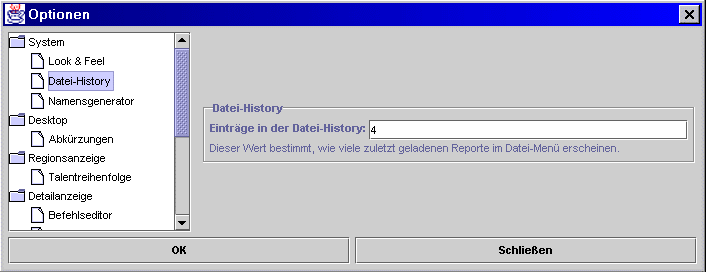 Optionen
System
Look & Feel
Datei-History
Namensgenerator
Desktop
Abkürzungen
Regionsanzeige
Talentreihenfolge
Detailanzeige
Befehlseditor
Datei-History
Einträge in der Datei-History: 4
Dieser Wert bestimmt, wie viele zuletzt geladenen Reporte im Datei-Menü erscheinen.
OK
Schließen